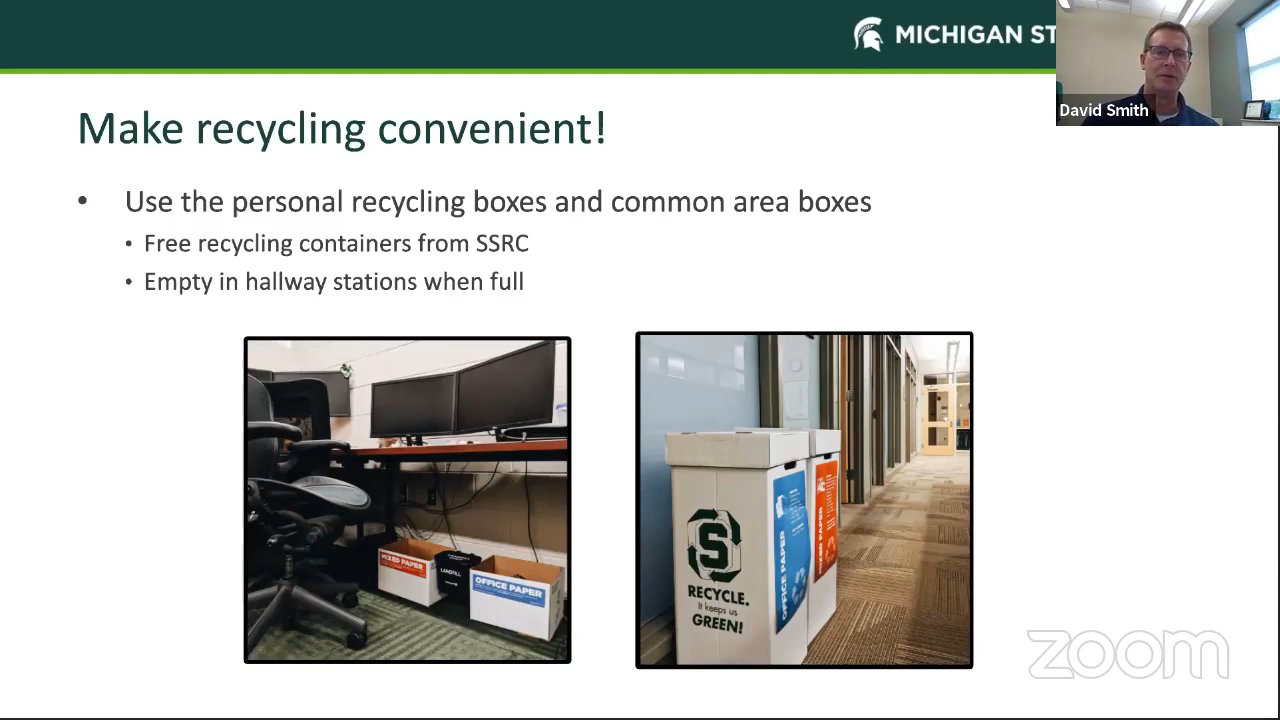 MICHIGAN ST
David Smith
Make recycling convenient!
• Use the personal recycling boxes and common area boxes
• Free recycling containers from SSRC
• Empty in hallway stations when full
MIXED PAPER
LANDFILL
OFFICE PAPER
S
RECYCLE.
It keeps us
GREEN!
OFFICE PAPER
MIXED PAPER
zoom